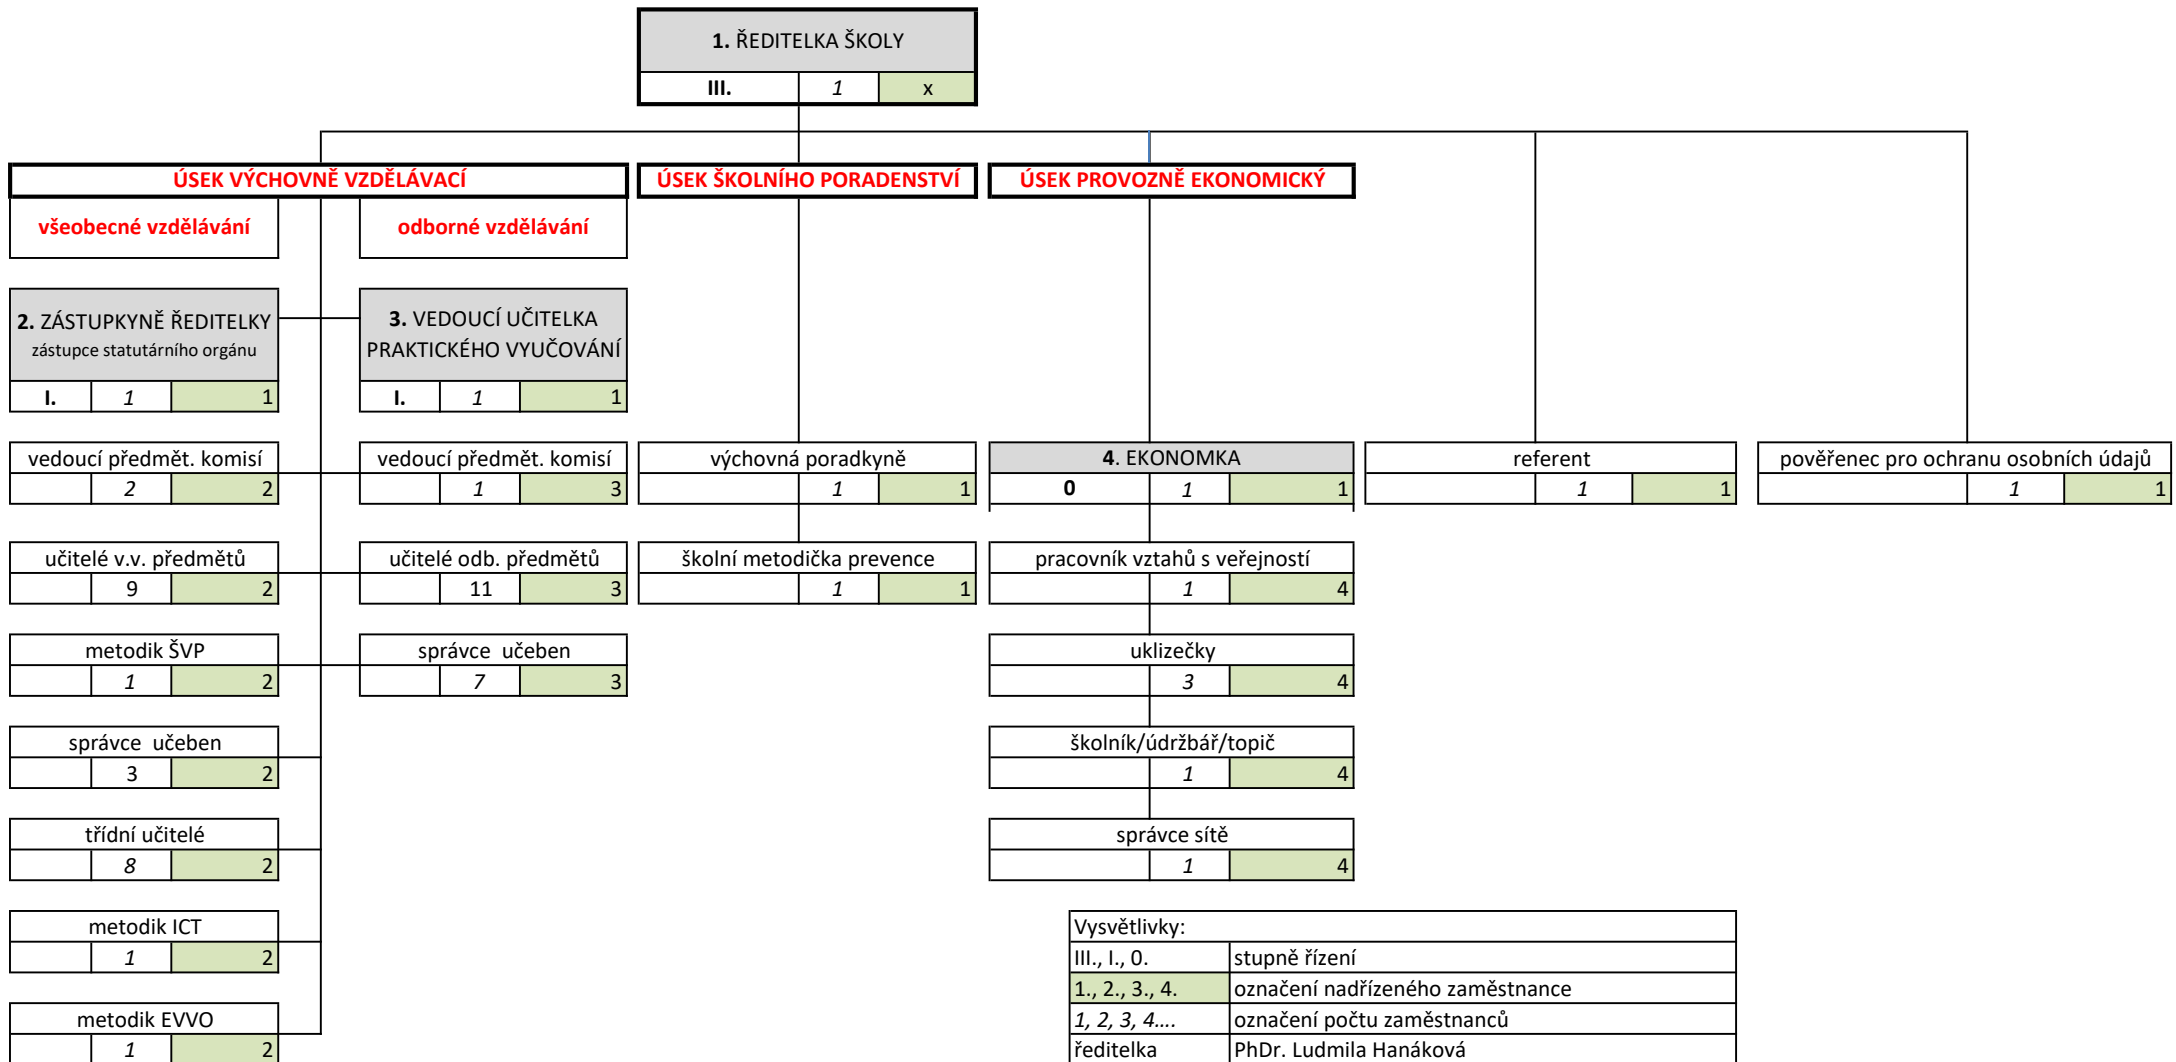 1. ŘEDITELKA ŠKOLY
III. 1 x
ÚSEK VÝCHOVNĚ VZDĚLÁVACÍ
ÚSEK ŠKOLNÍHO PORADENSTVÍ
ÚSEK PROVOZNĚ EKONOMICKÝ
všeobecné vzdělávání
odborné vzdělávání
2. ZÁSTUPKYNĚ ŘEDITELKY
zástupce statutárního orgánu
I. 1 1
3. VEDOUCÍ UČITELKA
PRAKTICKÉHO VYUČOVÁNÍ
I. 1 1
vedoucí předmět. komisí
2 2
vedoucí předmět. komisí
1 3
výchovná poradkyně
1 1
4. EKONOMKA
0 1 1
referent
1 1
pověřenec pro ochranu osobních údajů
1 1
učitelé v.v. předmětů
9 2
učitelé odb. předmětů
11 3
školní metodička prevence
1 1
pracovník vztahů s veřejností
1 4
metodik ŠVP
1 2
správce učeben
7 3
uklizečky
3 4
správce učeben
3 2
školník/údržbář/topič
1 4
třídní učitelé
8 2
správce sítě
1 4
metodik ICT
1 2
metodik EVVO
1 2
Vysvětlivky:
III., I., 0. stupně řízení
1., 2., 3., 4. označení nadřízeného zaměstnance
1, 2, 3, 4.... označení počtu zaměstnanců
ředitelka PhDr. Ludmila Hanáková